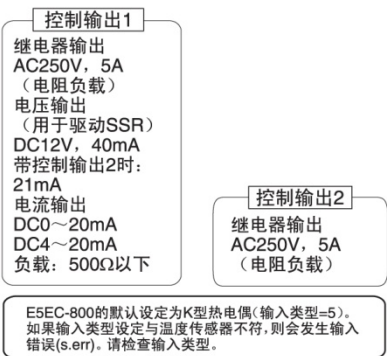 控制输出1
继电器输出
AC250V，5A
（电阻负载）
电压输出
（用于驱动SSR）
DC12V，40mA
带控制输出2时：
21mA
电流输出
DC0～20mA
DC4～20mA
负载：500Ω以下
控制输出2
继电器输出
AC250V，5A
（电阻负载）
E5EC-800的默认设定为K型热电偶（输入类型=5）。
如果输入类型设定与温度传感器不符，则会发生输入
错误(s.err)。请检查输入类型。